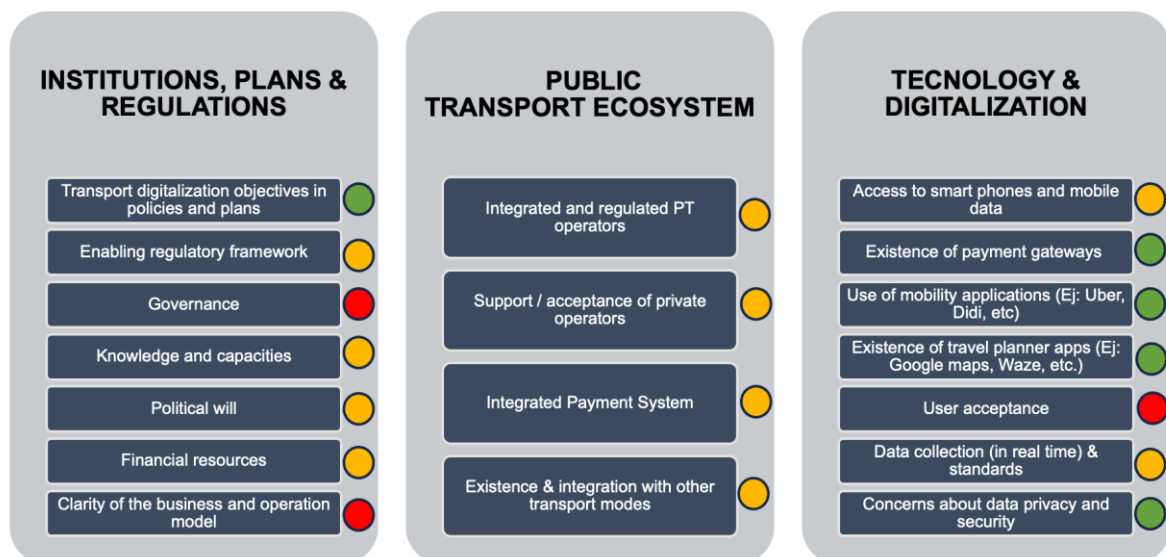 INSTITUTIONS, PLANS &
REGULATIONS
Transport digitalization objectives in
policies and plans
Enabling regulatory framework
Governance
Knowledge and capacities
Political will
Financial resources
Clarity of the business and operation
model
PUBLIC
TRANSPORT ECOSYSTEM
Integrated and regulated PT
operators
Support / acceptance of private
operators
Integrated Payment System
Existence & integration with other
transport modes
TECNOLOGY &
DIGITALIZATION
Access to smart phones and mobile
data
Existence of payment gateways
Use of mobility applications (Ej: Uber,
Didi, etc)
Existence of travel planner apps (Ej:
Google maps, Waze, etc.)
User acceptance
Data collection (in real time) &
standards
Concerns about data privacy and
security